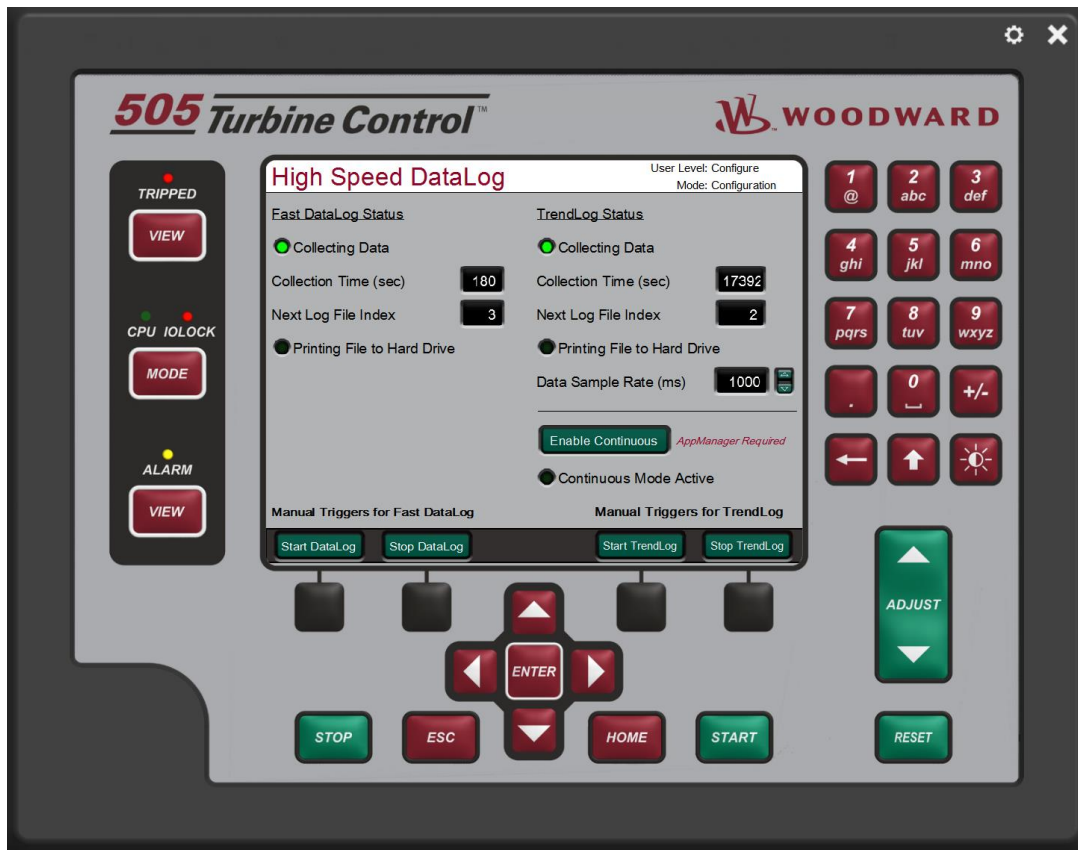 505 Turbine Control™
WOODWARD
High Speed DataLog
User Level: Configure
Mode: Configuration
Fast DataLog Status
Collecting Data
Collection Time (sec) 180
Next Log File Index 3
Printing File to Hard Drive
TrendLog Status
Collecting Data
Collection Time (sec) 17392
Next Log File Index 2
Printing File to Hard Drive
Data Sample Rate (ms) 1000
Enable Continuous AppManager Required
Continuous Mode Active
Manual Triggers for Fast DataLog
Manual Triggers for TrendLog
Start DataLog Stop DataLog Start TrendLog Stop TrendLog
TRIPPED
VIEW
CPU IOLOCK
MODE
ALARM
VIEW
1 2 3
@ abc def
4 5 6
ghi jkl mno
7 8 9
pqrs tuv wxyz
. 0 +/-
ADJUST
ENTER
STOP ESC HOME START RESET